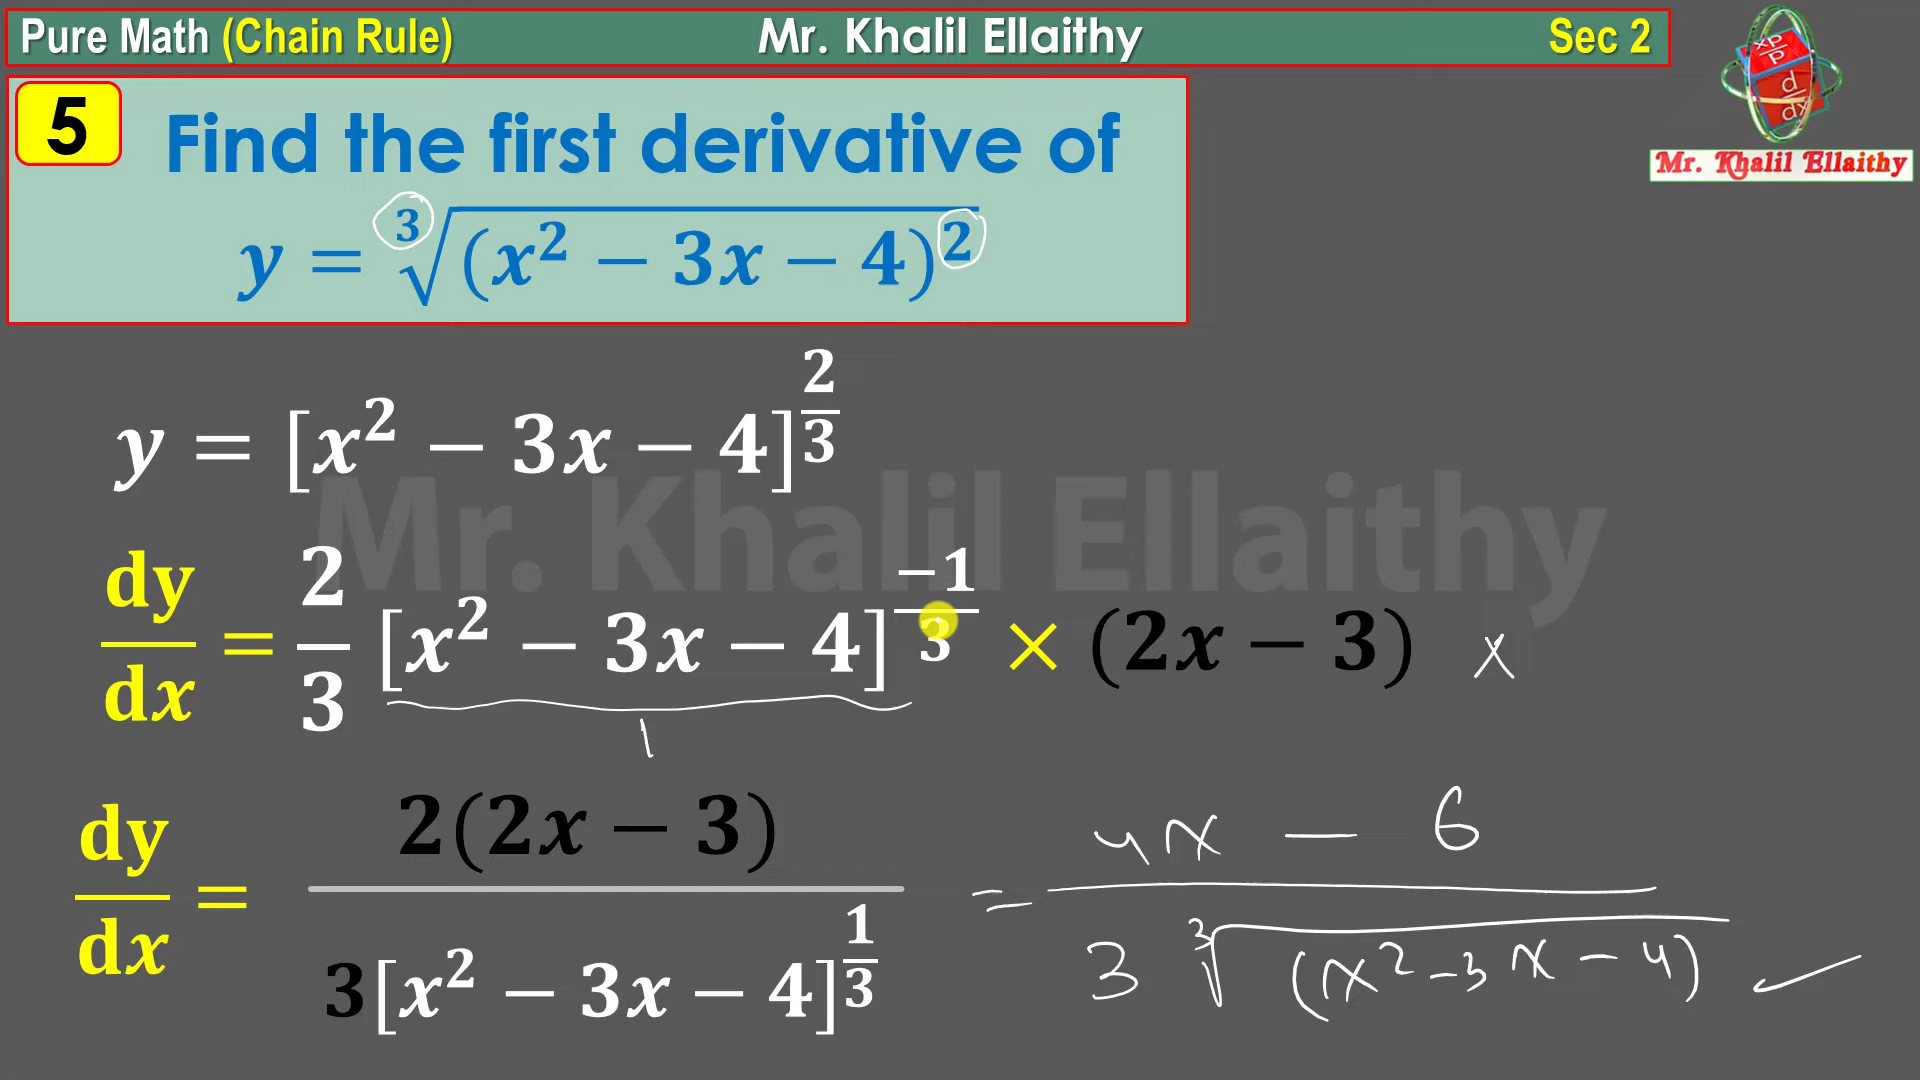 Pure Math (Chain Rule) Mr. Khalil Ellaithy Sec 2
Mr. Khalil Ellaithy
5 Find the first derivative of
y = ∛((x² − 3x − 4)²)
y = [x² − 3x − 4]^(2/3)
Mr. Khalil Ellaithy
dy/dx = 2/3 [x² − 3x − 4]^(−1/3) × (2x − 3) x
1
dy/dx = 2(2x − 3) / 3[x² − 3x − 4]^(1/3) = 4x − 6 / 3 ∛(x² − 3x − 4) ✓